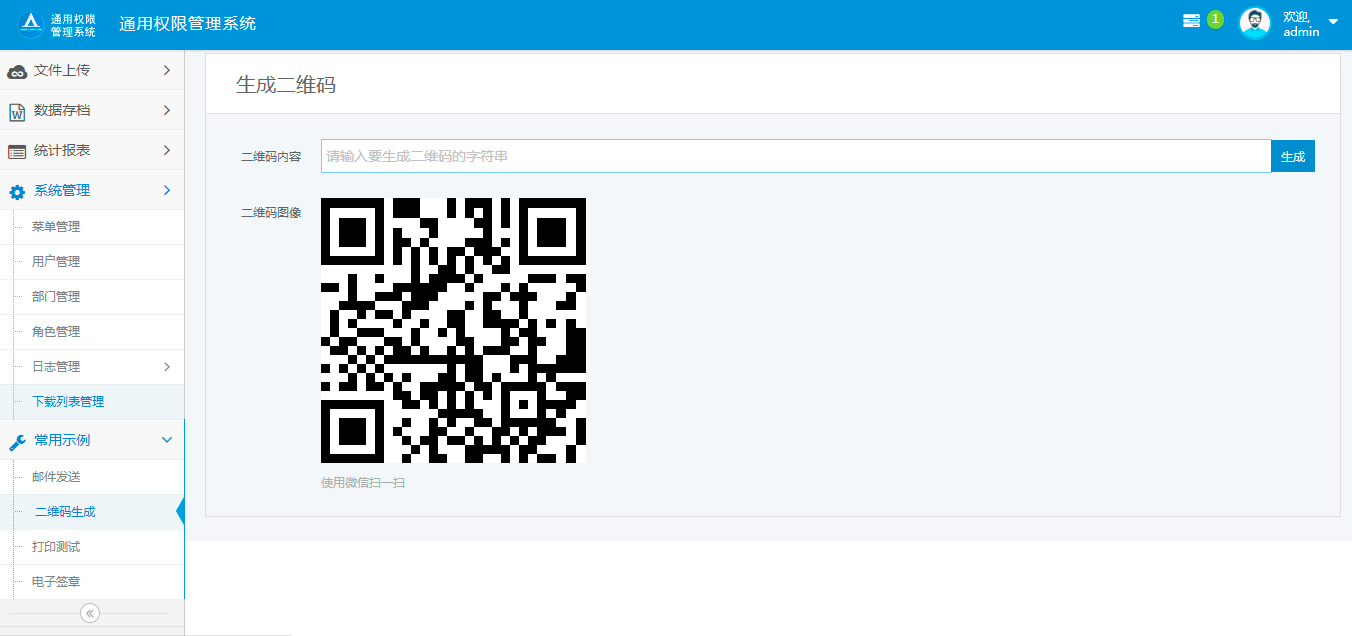 通用权限
管理系统
通用权限管理系统
1
欢迎,
admin
文件上传
数据存档
统计报表
系统管理
菜单管理
用户管理
部门管理
角色管理
日志管理
下载列表管理
常用示例
邮件发送
二维码生成
打印测试
电子签章
生成二维码
二维码内容
请输入要生成二维码的字符串
生成
二维码图像
使用微信扫一扫